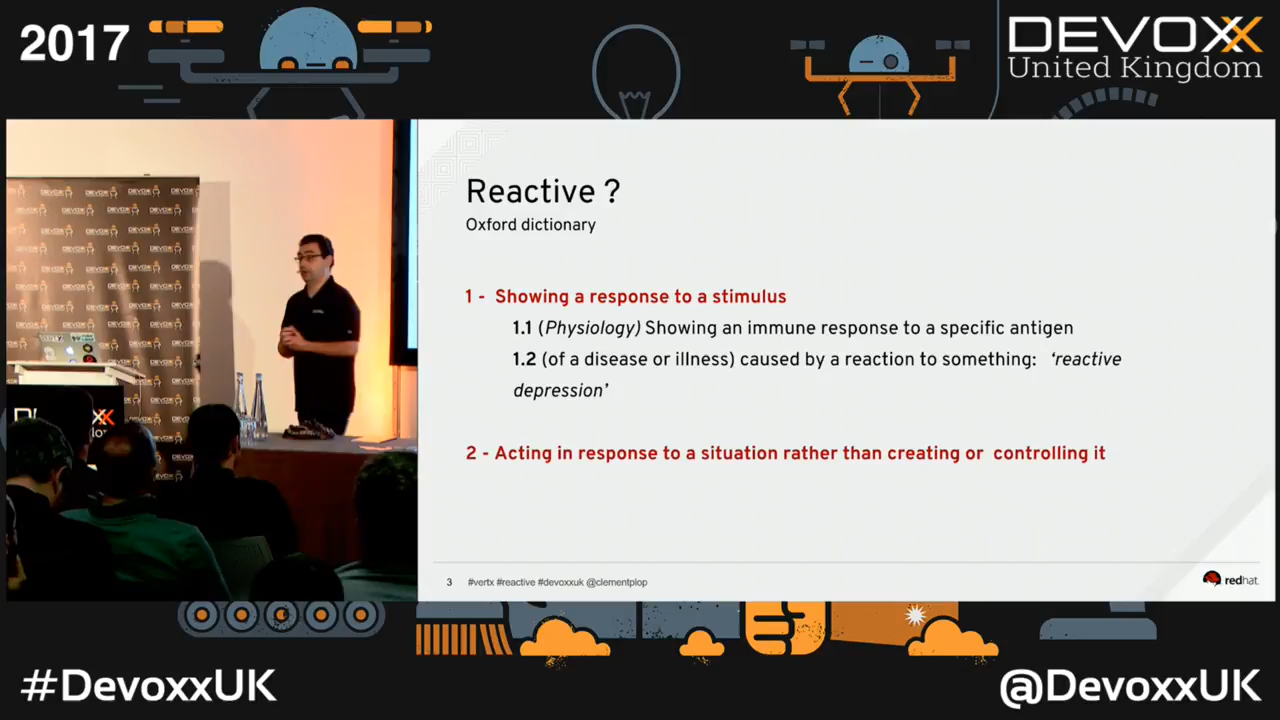 2017
DEVOXX
United Kingdom
Reactive ?
Oxford dictionary
1 - Showing a response to a stimulus
1.1 (Physiology) Showing an immune response to a specific antigen
1.2 (of a disease or illness) caused by a reaction to something: ‘reactive
depression’
2 - Acting in response to a situation rather than creating or controlling it
3 #vertx #reactive #devoxxuk @clementplop
redhat.
#DevoxxUK
@DevoxxUK